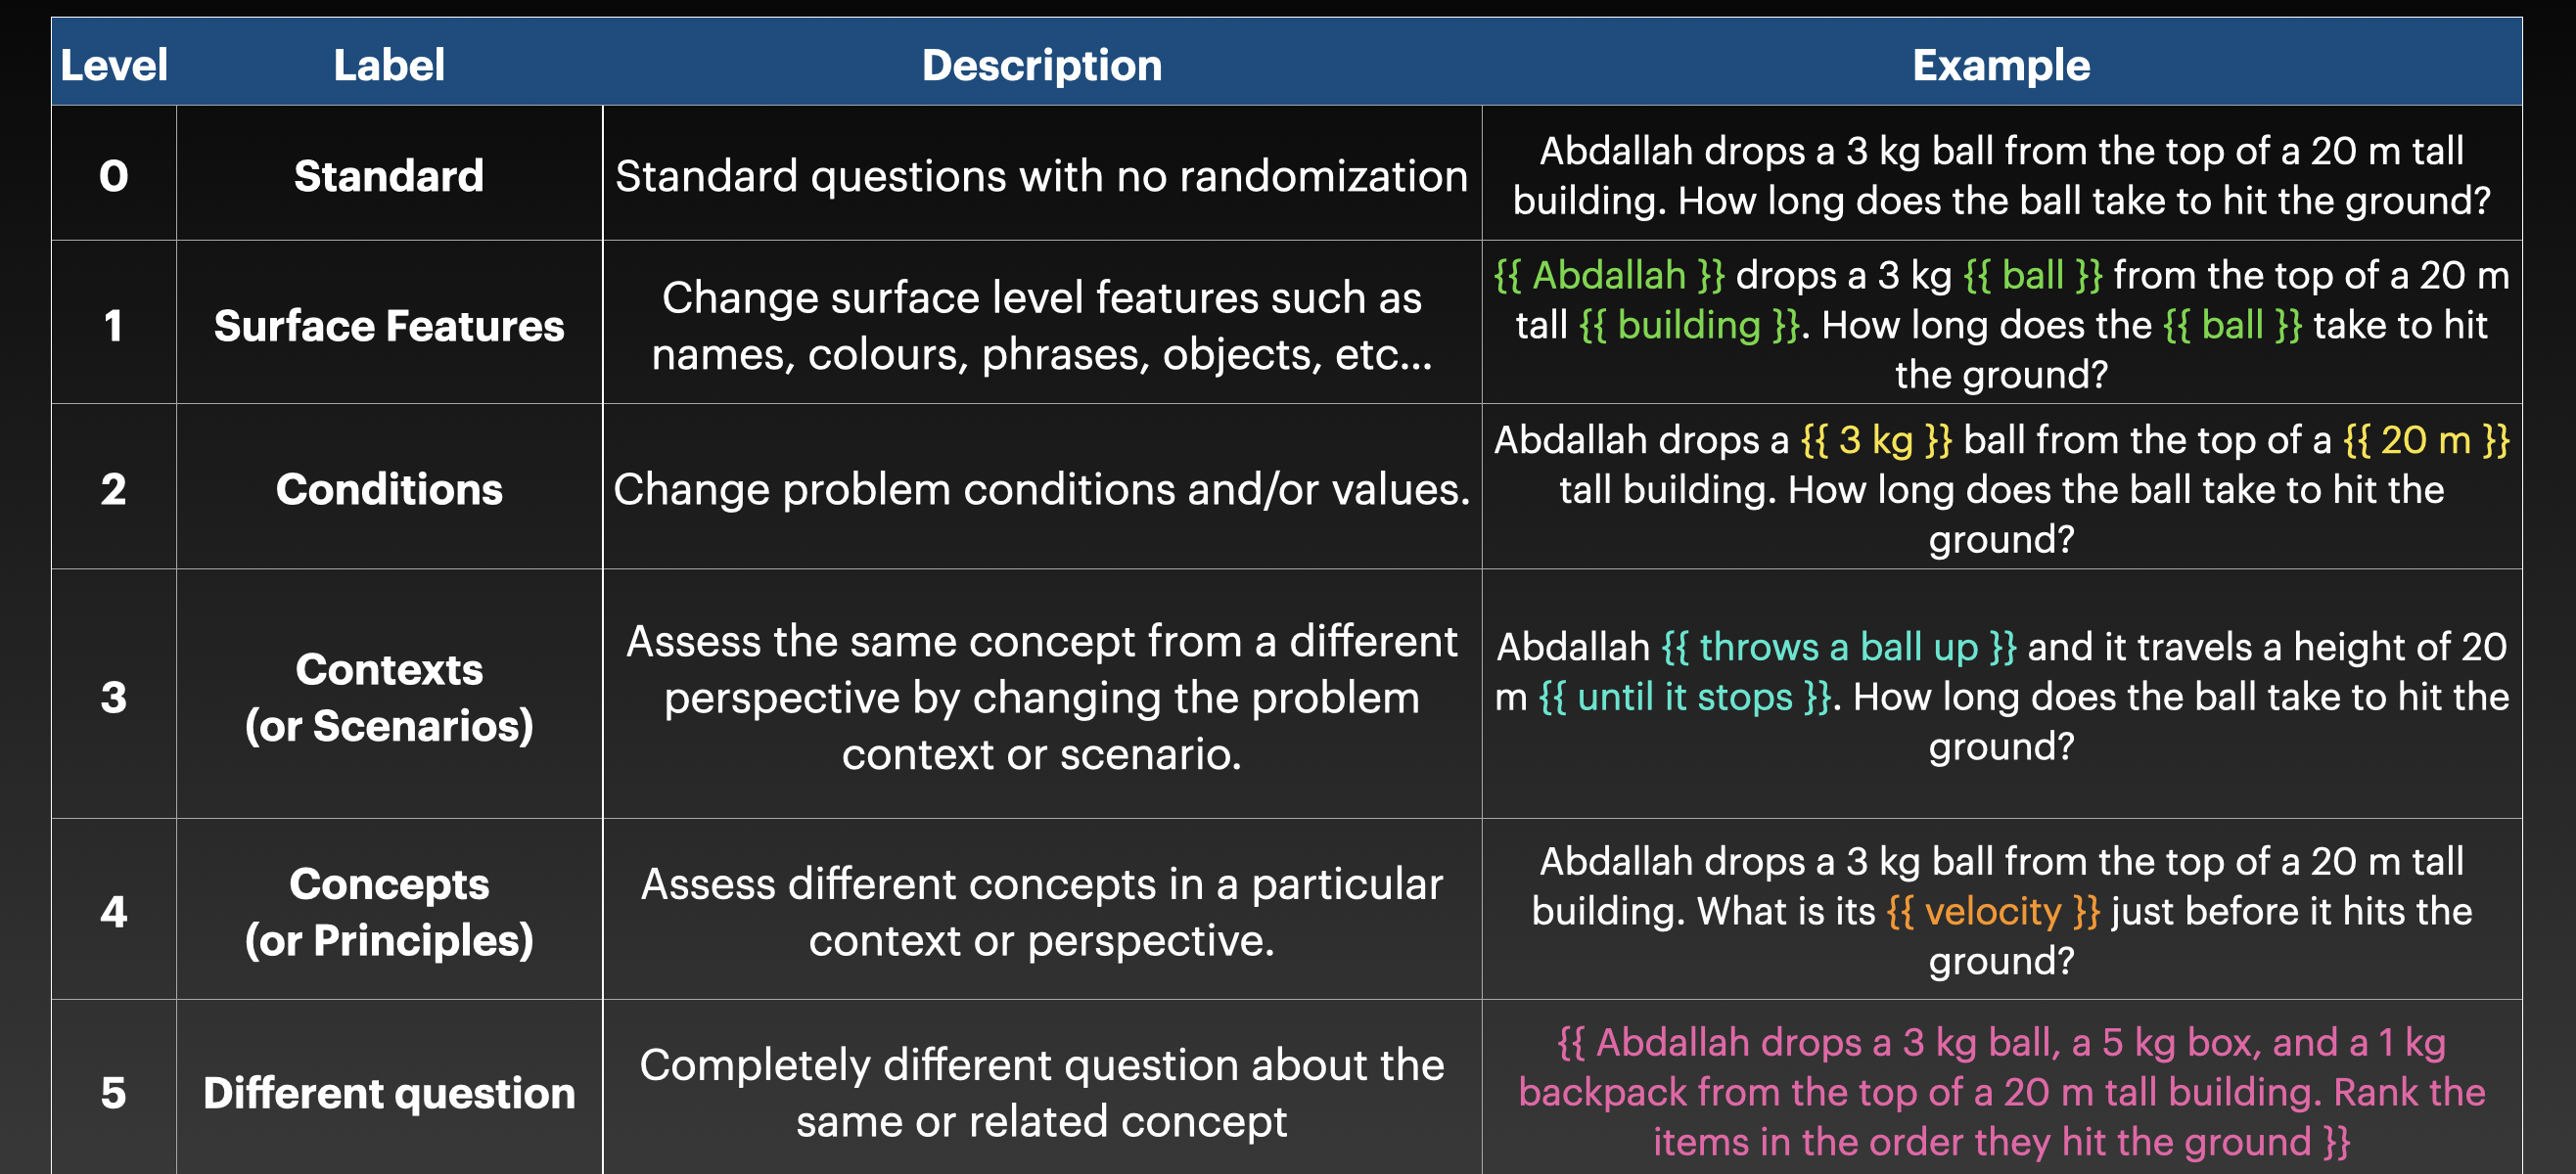 Level Label Description Example
0 Standard Standard questions with no randomization
Abdallah drops a 3 kg ball from the top of a 20 m tall
building. How long does the ball take to hit the ground?
1 Surface Features
Change surface level features such as
names, colours, phrases, objects, etc...
{{ Abdallah }} drops a 3 kg {{ ball }} from the top of a 20 m
tall {{ building }}. How long does the {{ ball }} take to hit
the ground?
2 Conditions Change problem conditions and/or values.
Abdallah drops a {{ 3 kg }} ball from the top of a {{ 20 m }}
tall building. How long does the ball take to hit the
ground?
3
Contexts
(or Scenarios)
Assess the same concept from a different
perspective by changing the problem
context or scenario.
Abdallah {{ throws a ball up }} and it travels a height of 20
m {{ until it stops }}. How long does the ball take to hit the
ground?
4
Concepts
(or Principles)
Assess different concepts in a particular
context or perspective.
Abdallah drops a 3 kg ball from the top of a 20 m tall
building. What is its {{ velocity }} just before it hits the
ground?
5 Different question
Completely different question about the
same or related concept
{{ Abdallah drops a 3 kg ball, a 5 kg box, and a 1 kg
backpack from the top of a 20 m tall building. Rank the
items in the order they hit the ground }}